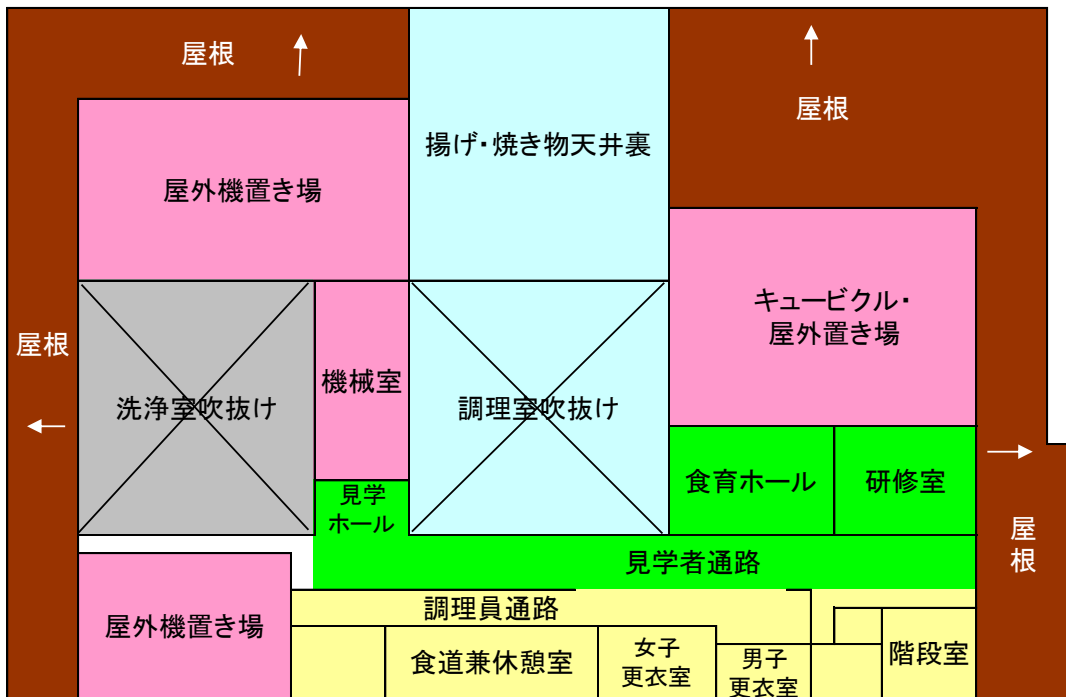 屋根
揚げ・焼き物天井裏
屋根
屋外機置き場
キュービクル・
屋外置き場
屋根
機械室
洗浄室吹抜け
調理室吹抜け
食育ホール
研修室
見学
ホール
屋根
見学者通路
調理員通路
屋外機置き場
食道兼休憩室
女子
更衣室
男子
更衣室
階段室